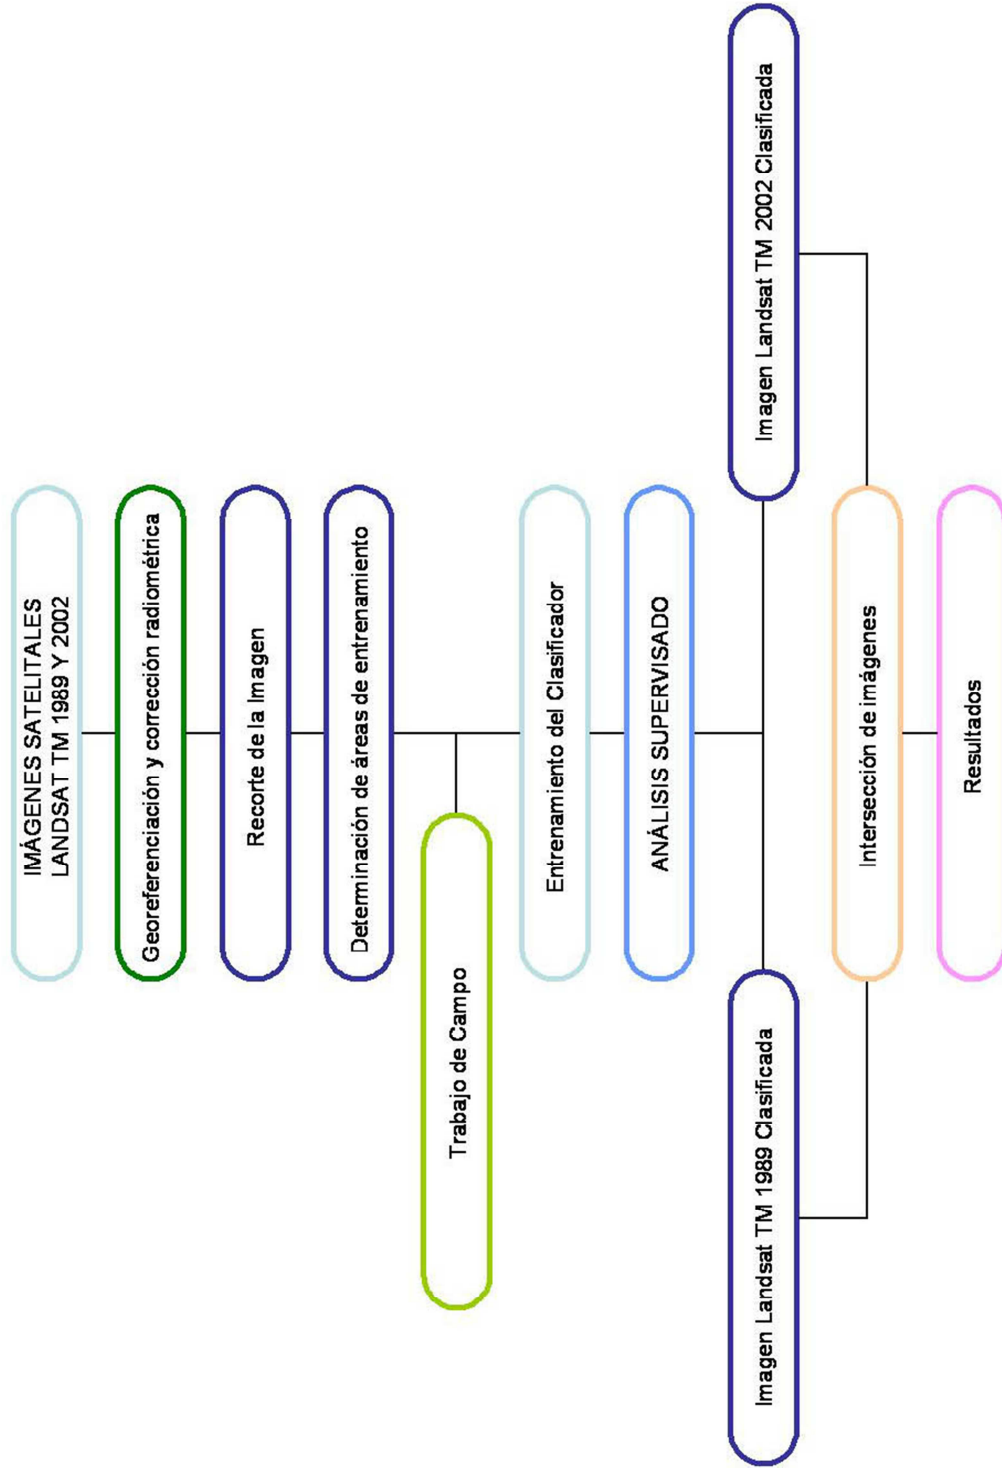 IMÁGENES SATELITALES
LANDSAT TM 1989 Y 2002
Georeferenciación y corrección radiométrica
Recorte de la Imagen
Determinación de áreas de entrenamiento
Trabajo de Campo
Entrenamiento del Clasificador
ANÁLISIS SUPERVISADO
Imagen Landsat TM 1989 Clasificada
Imagen Landsat TM 2002 Clasificada
Intersección de imágenes
Resultados